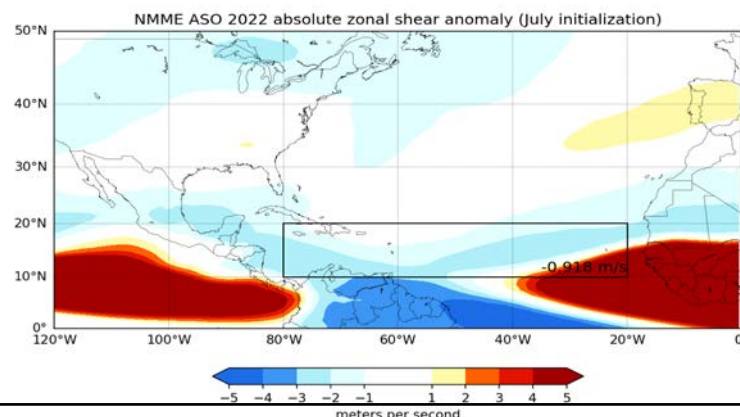 NMME ASO 2022 absolute zonal shear anomaly (July initialization)
50°N
40°N
30°N
20°N
10°N
0°
-0.918 m/s
120°W 100°W 80°W 60°W 40°W 20°W 0
-5 -4 -3 -2 -1 1 2 3 4 5
meters per second